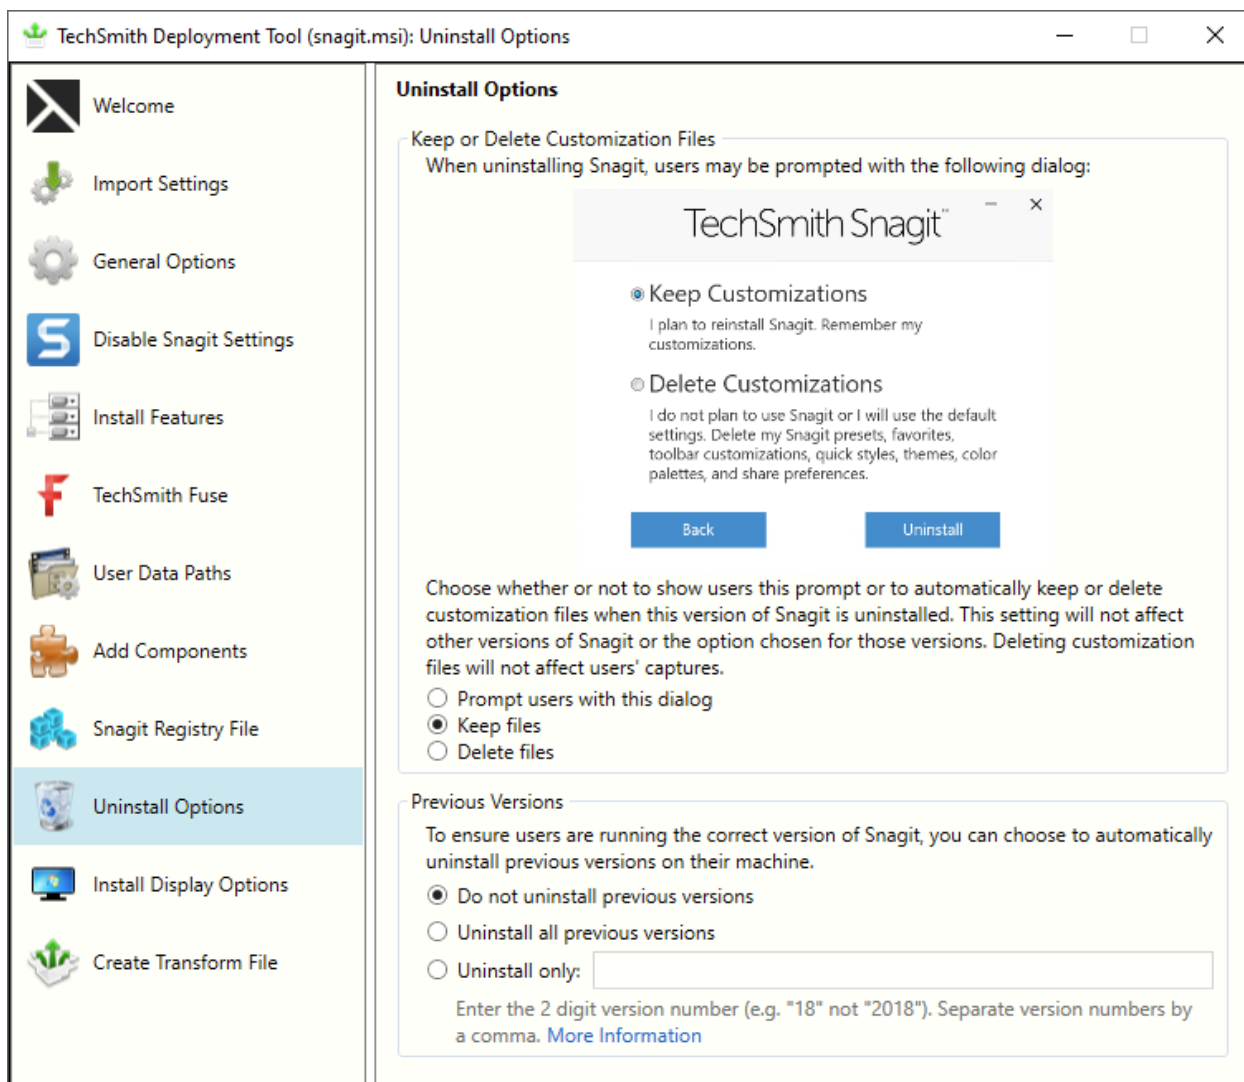 TechSmith Deployment Tool (snagit.msi): Uninstall Options
Welcome
Import Settings
General Options
Disable Snagit Settings
Install Features
TechSmith Fuse
User Data Paths
Add Components
Snagit Registry File
Uninstall Options
Install Display Options
Create Transform File
Uninstall Options
Keep or Delete Customization Files
When uninstalling Snagit, users may be prompted with the following dialog:
TechSmith Snagit™
Keep Customizations
I plan to reinstall Snagit. Remember my
customizations.
Delete Customizations
I do not plan to use Snagit or I will use the default
settings. Delete my Snagit presets, favorites,
toolbar customizations, quick styles, themes, color
palettes, and share preferences.
Back
Uninstall
Choose whether or not to show users this prompt or to automatically keep or delete
customization files when this version of Snagit is uninstalled. This setting will not affect
other versions of Snagit or the option chosen for those versions. Deleting customization
files will not affect users' captures.
Prompt users with this dialog
Keep files
Delete files
Previous Versions
To ensure users are running the correct version of Snagit, you can choose to automatically
uninstall previous versions on their machine.
Do not uninstall previous versions
Uninstall all previous versions
Uninstall only:
Enter the 2 digit version number (e.g. "18" not "2018"). Separate version numbers by
a comma. More Information